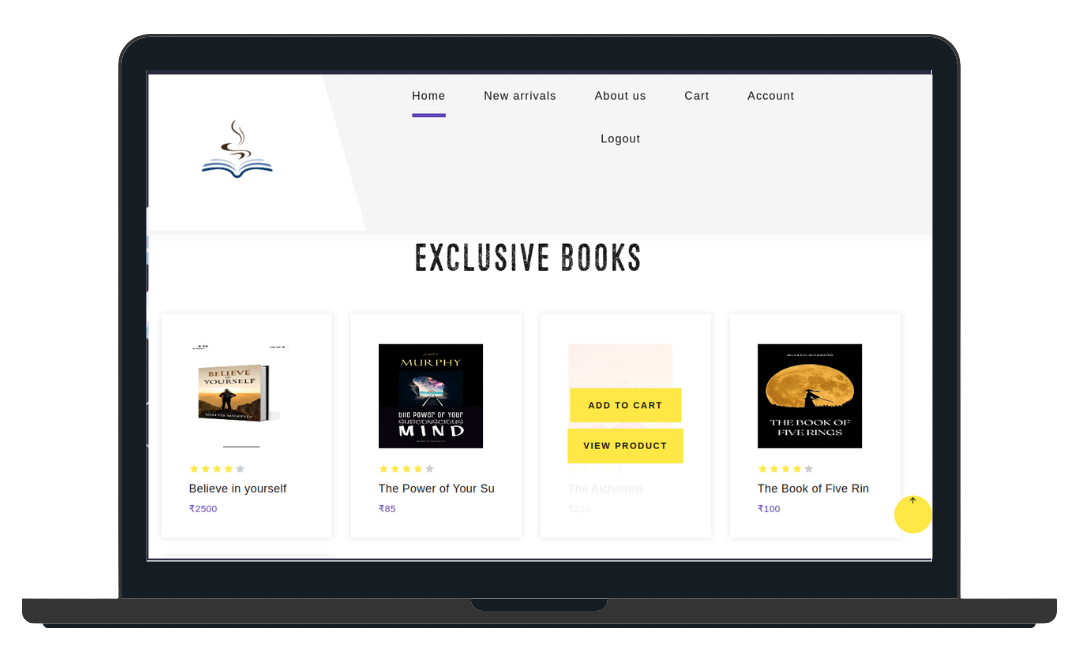 Home New arrivals About us Cart Account
Logout
EXCLUSIVE BOOKS
BELIEVE
IN
YOURSELF
MURPHY
THE POWER OF YOUR
SUBCONSCIOUS
MIND
ADD TO CART
VIEW PRODUCT
THE BOOK OF
FIVE RINGS
Believe in yourself The Power of Your Su The Alchemist The Book of Five Rin
₹2500 ₹85 ₹100